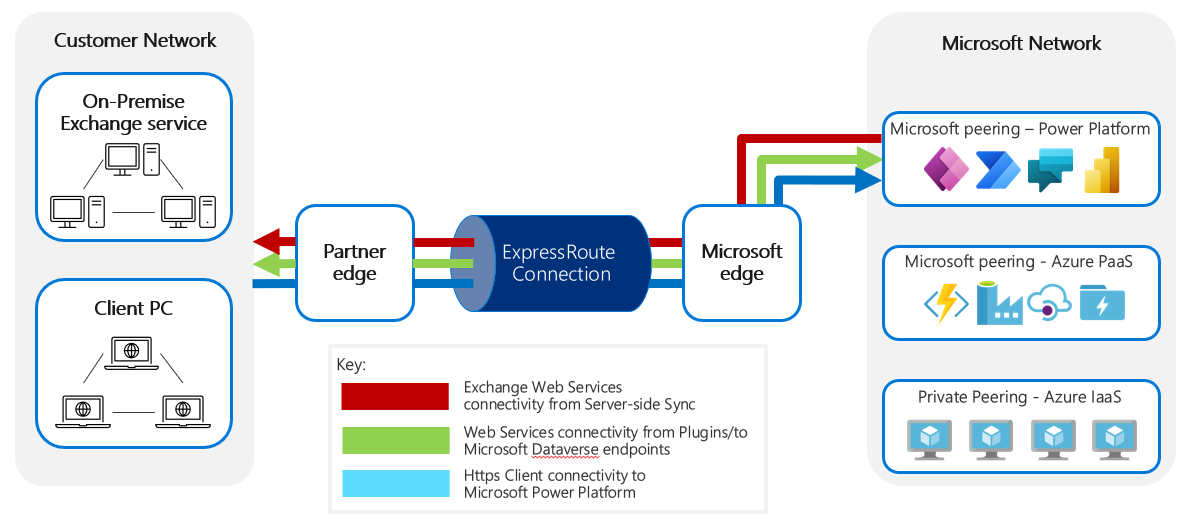 Customer Network
On-Premise
Exchange service
Client PC
Partner
edge
ExpressRoute
Connection
Microsoft
edge
Microsoft Network
Microsoft peering – Power Platform
Microsoft peering - Azure PaaS
Private Peering - Azure IaaS
Key:
Exchange Web Services
connectivity from Server-side Sync
Web Services connectivity from Plugins/to
Microsoft Dataverse endpoints
Https Client connectivity to
Microsoft Power Platform